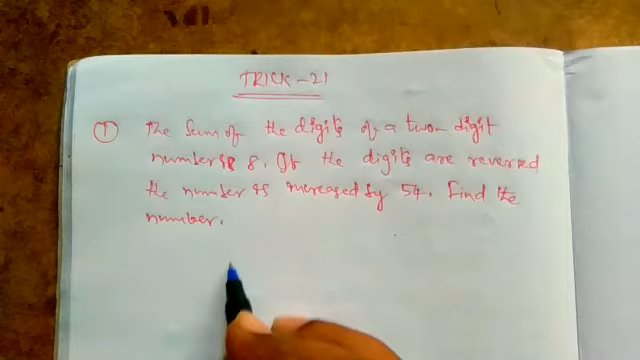 TRICK-21
① The sum of the digits of a two digit
number is 8. If the digits are reversed
the number is increased by 54. Find the
number.